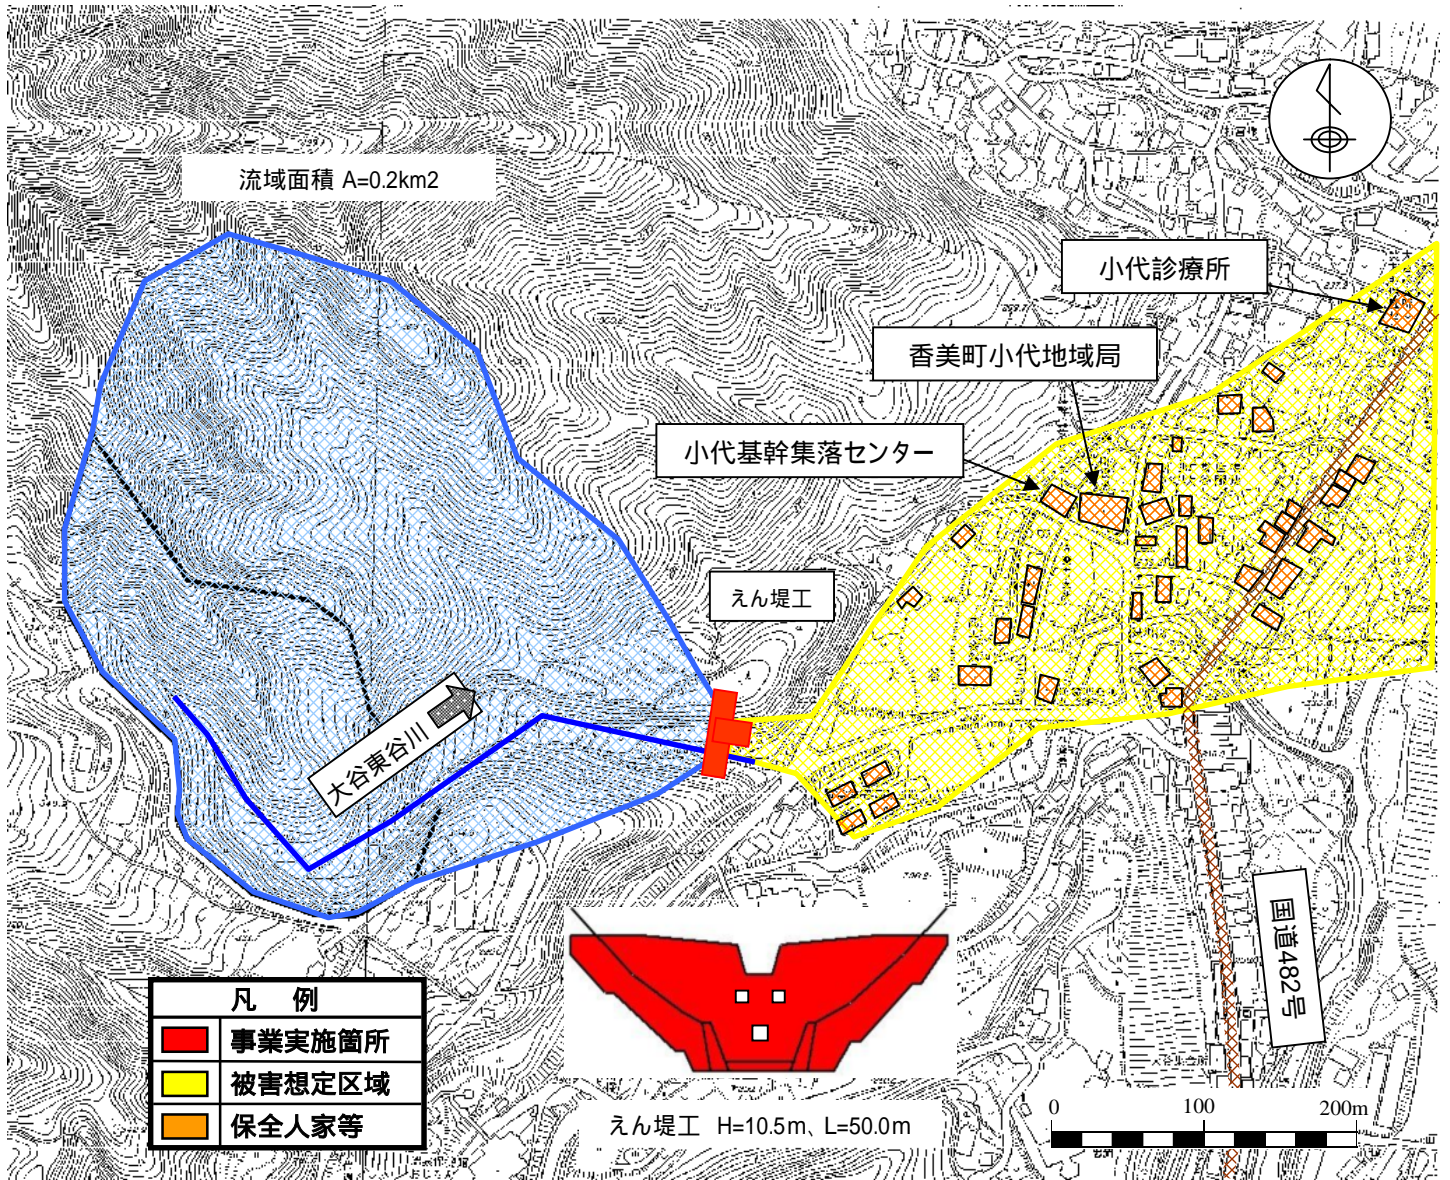 流域面積 A=0.2km2
小代診療所
香美町小代地域局
小代基幹集落センター
えん堤工
大谷東谷川
国道482号
凡 例
事業実施箇所
被害想定区域
保全人家等
えん堤工 H=10.5m、L=50.0m
0 100 200m